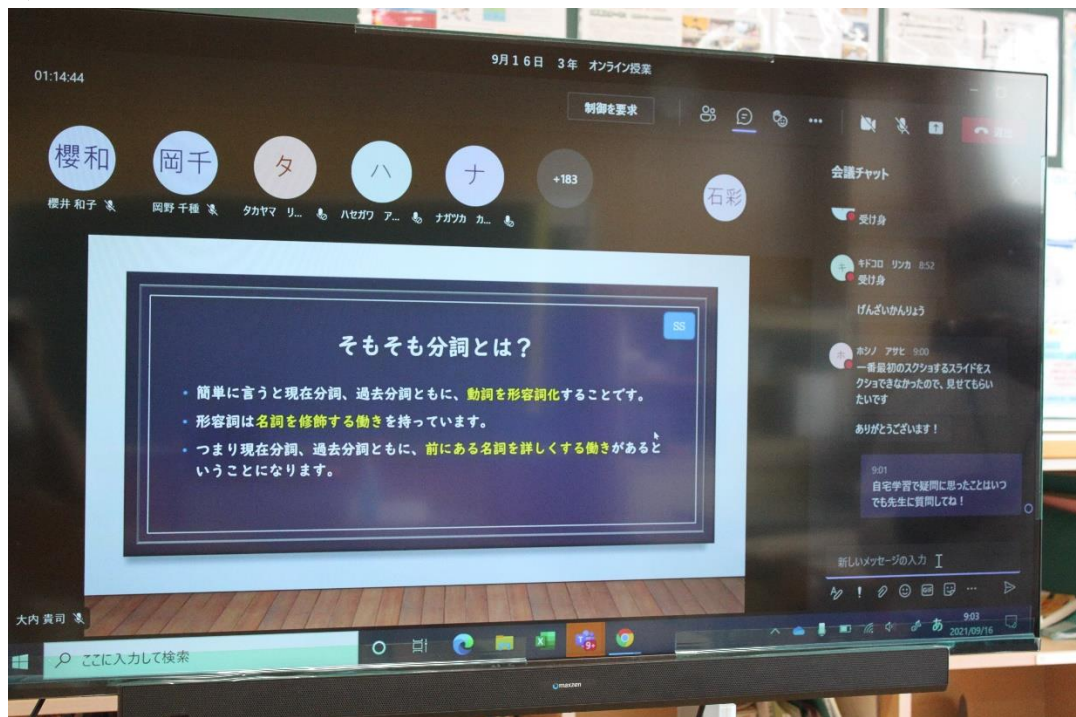 9月16日 3年 オンライン授業
01:14:44
制御を要求
櫻和
岡千
タ
ハ
ナ
+183
石彩
櫻井 和子
岡野 千種
タカヤマ リ...
ハセガワ ア...
ナガツカ カ...
SS
そもそも分詞とは？
・簡単に言うと現在分詞、過去分詞ともに、動詞を形容詞化することです。
・形容詞は名詞を修飾する働きを持っています。
・つまり現在分詞、過去分詞ともに、前にある名詞を詳しくする働きがあると
いうことになります。
会議チャット
受け身
キドコロ リンカ 8:52
受け身
げんざいかんりょう
ホ
ホシノ アサヒ 9:00
一番最初のスクショするスライドをス
クショできなかったので、見せてもらい
たいです
ありがとうございます！
9:01
自宅学習で疑問に思ったことはいつ
でも先生に質問してね！
新しいメッセージの入力
大内 貴司
ここに入力して検索
9+
あ
9:03
2021/09/16
maxzen